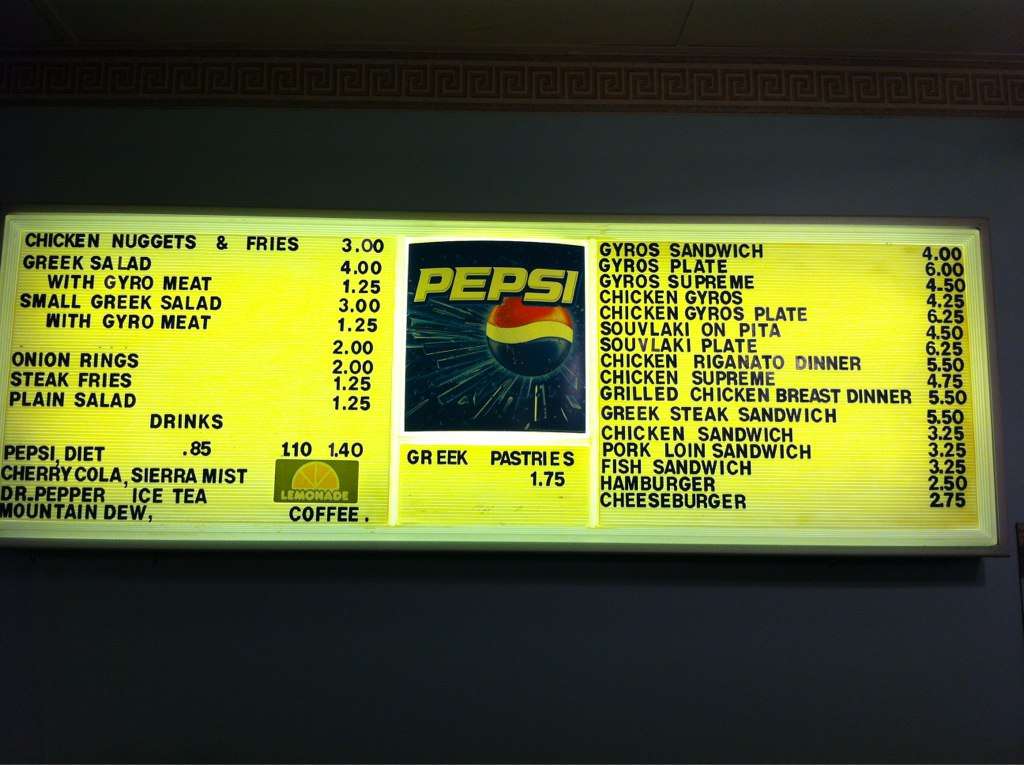 CHICKEN NUGGETS & FRIES 3.00
GREEK SALAD 4.00
WITH GYRO MEAT 1.25
SMALL GREEK SALAD 3.00
WITH GYRO MEAT 1.25
2.00
ONION RINGS 2.00
STEAK FRIES 1.25
PLAIN SALAD 1.25
DRINKS
PEPSI, DIET .85 110 1.40
CHERRY COLA, SIERRA MIST
DR.PEPPER ICE TEA
MOUNTAIN DEW, COFFEE.
LEMONADE
PEPSI
GREEK PASTRIES
1.75
GYROS SANDWICH 4.00
GYROS PLATE 6.00
GYROS SUPREME 4.50
CHICKEN GYROS 4.25
CHICKEN GYROS PLATE 6.25
SOUVLAKI ON PITA 4.50
SOUVLAKI PLATE 6.25
CHICKEN RIGANATO DINNER 5.50
CHICKEN SUPREME 4.75
GRILLED CHICKEN BREAST DINNER 5.50
GREEK STEAK SANDWICH 5.50
CHICKEN SANDWICH 3.25
PORK LOIN SANDWICH 3.25
FISH SANDWICH 3.25
HAMBURGER 2.50
CHEESEBURGER 2.75